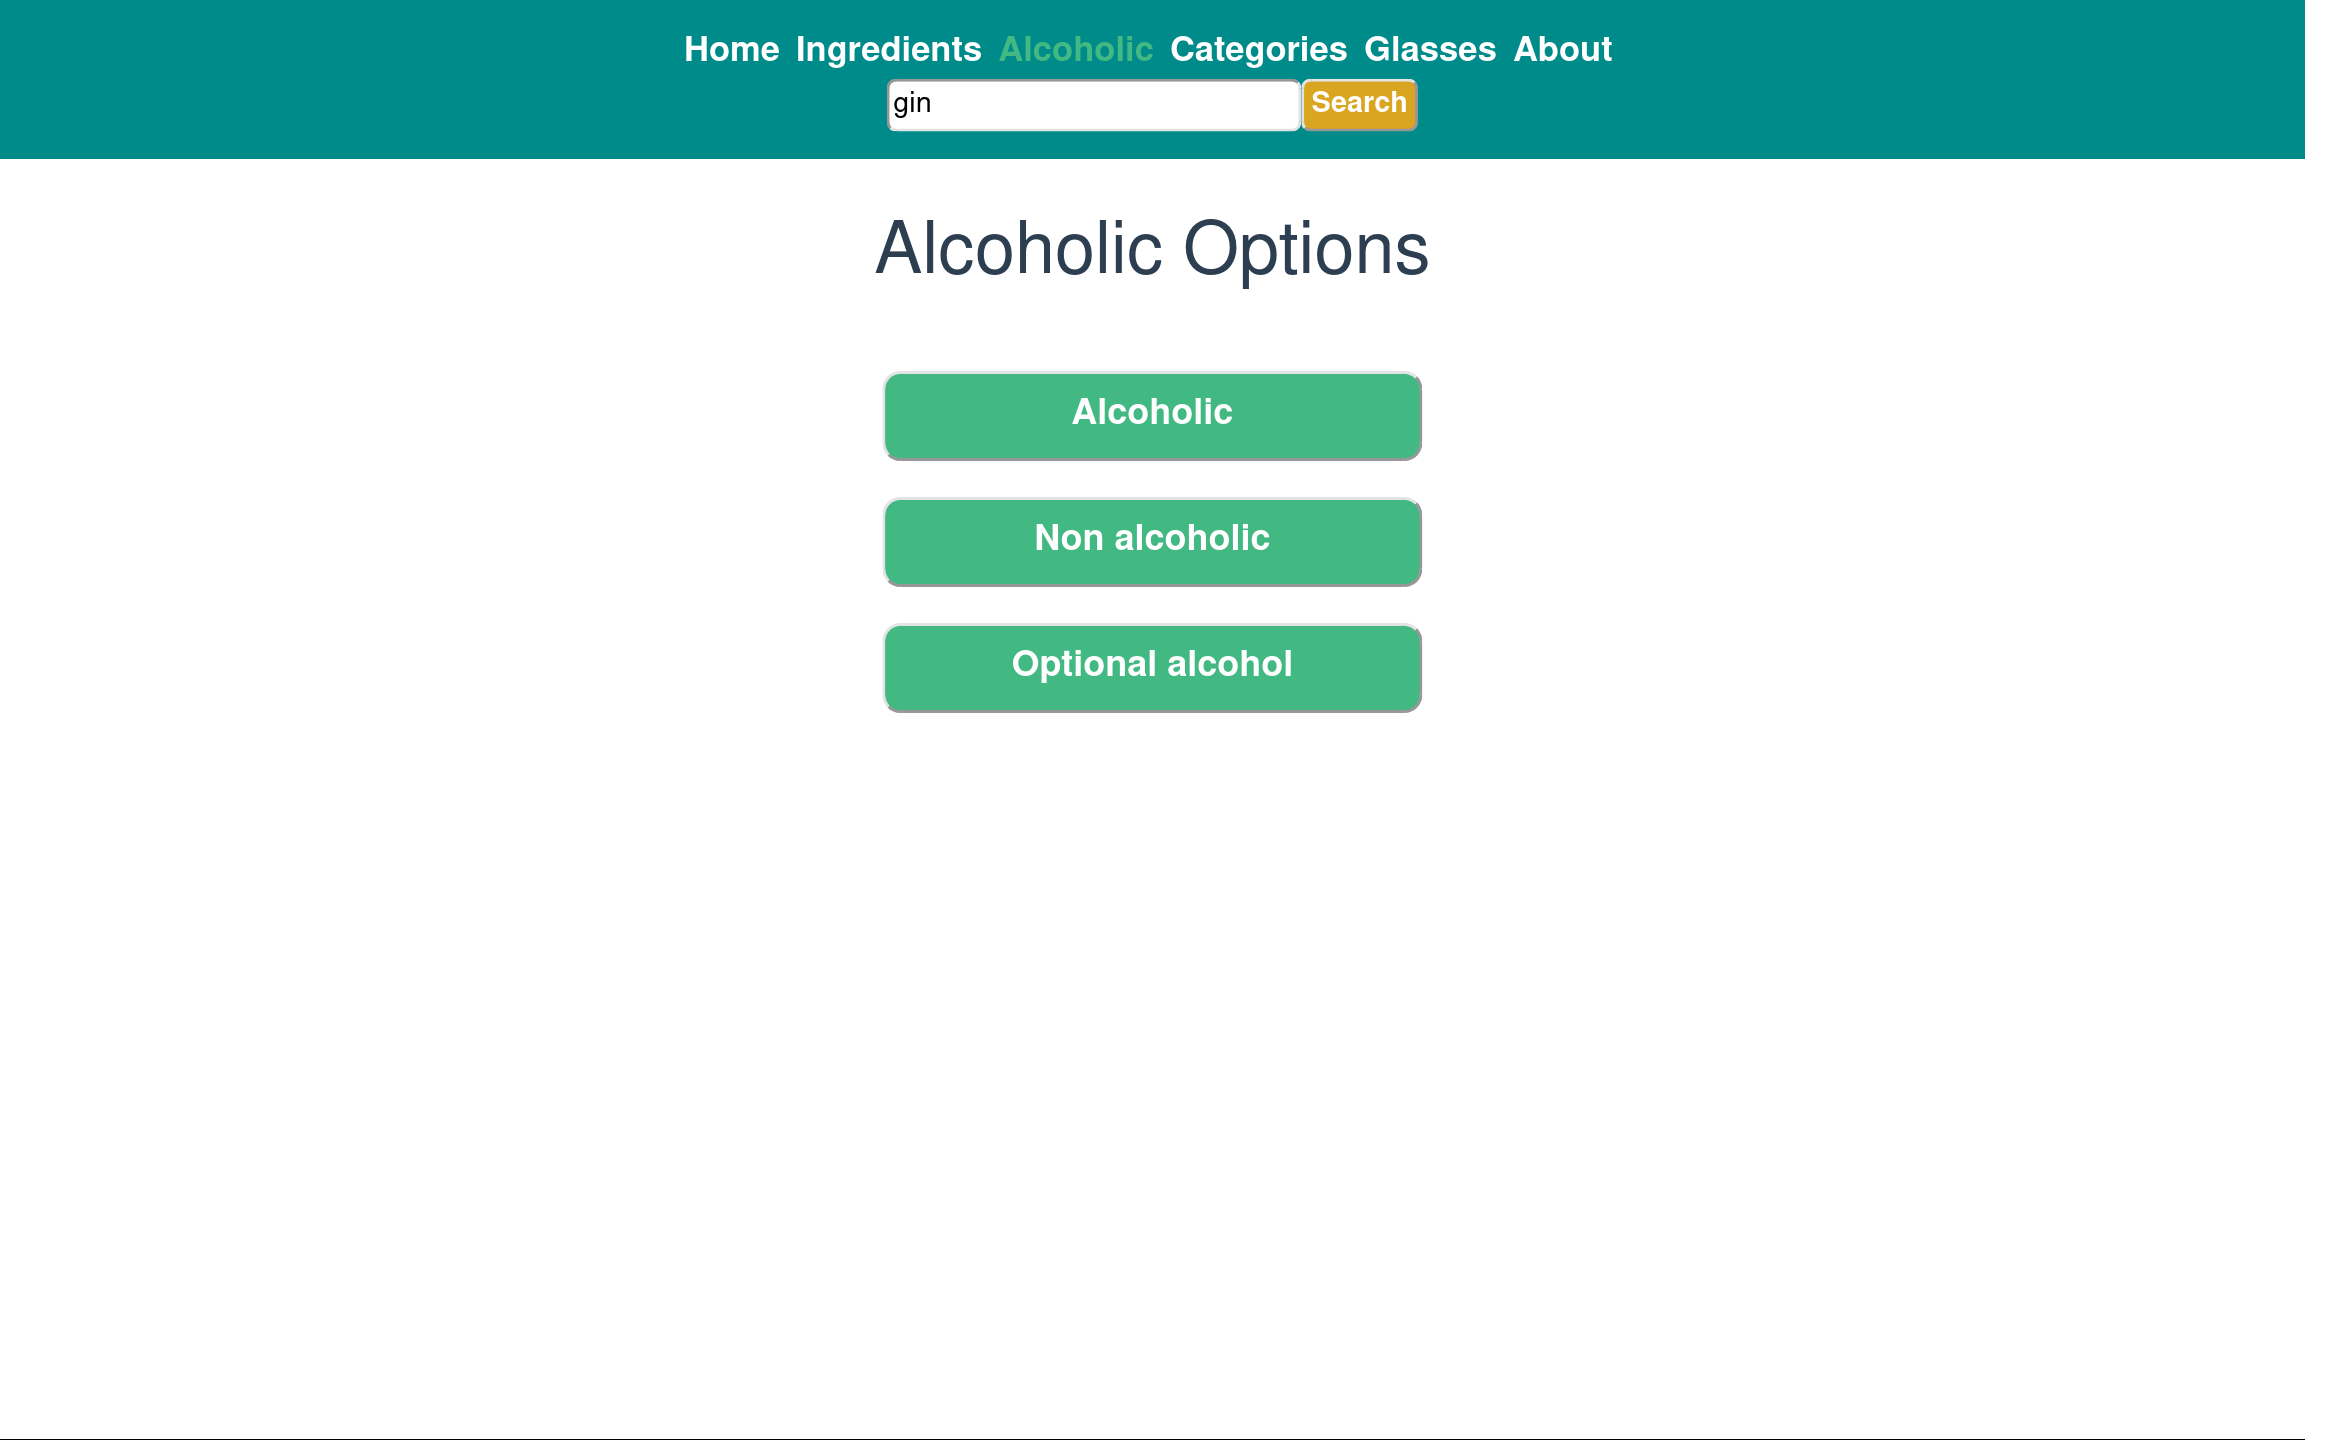 Home Ingredients Alcoholic Categories Glasses About
gin Search
Alcoholic Options
Alcoholic
Non alcoholic
Optional alcohol